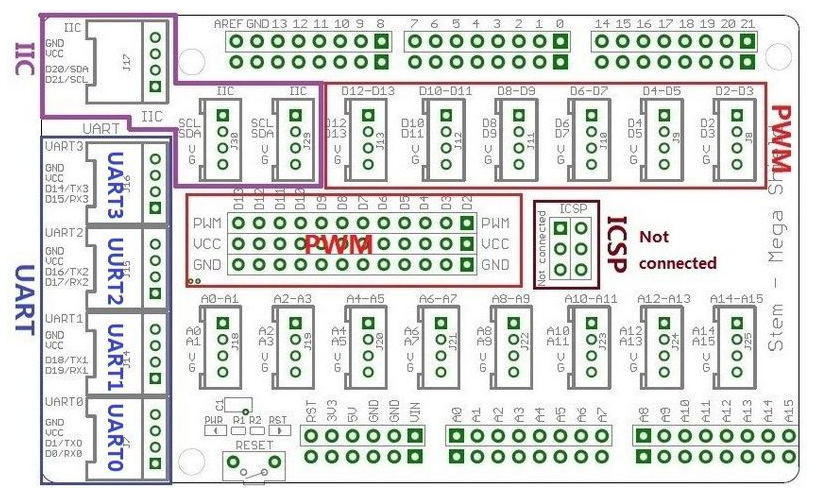 AREF GND 13 12 11 10 9 8 7 6 5 4 3 2 1 0 14 15 16 17 18 19 20 21
IIC
IIC
GND
VCC
D20/SDA
D21/SCL
J17
IIC
UART
IIC
SCL
SDA
V
G
J30
IIC
SCL
SDA
V
G
J29
D12-D13
D12
D13
V
G
J13
D10-D11
D10
D11
V
G
J12
D8-D9
D8
D9
V
G
J11
D6-D7
D6
D7
V
G
J10
D4-D5
D4
D5
V
G
J9
D2-D3
D2
D3
V
G
J8
PWM
UART
UART3
GND
VCC
D14/TX3
D15/RX3
UART3
J16
UART2
GND
VCC
D16/TX2
D17/RX2
UURT2
J15
UART1
GND
VCC
D18/TX1
D19/RX1
UART1
J14
UART0
GND
VCC
D1/TX0
D0/RX0
UART0
J7
D13 D12 D11 D10 D9 D8 D7 D6 D5 D4 D3 D2
PWM PWM
VCC PWM VCC
GND GND
ICSP
Not connected
ICSP
Not
connected
Stem - Mega Sh
A0-A1
A0
A1
V
G
J18
A2-A3
A2
A3
V
G
J19
A4-A5
A4
A5
V
G
J20
A6-A7
A6
A7
V
G
J21
A8-A9
A8
A9
V
G
J22
A10-A11
A10
A11
V
G
J23
A12-A13
A12
A13
V
G
J24
A14-A15
A14
A15
V
G
J25
C1
PWR R1 R2 RST
RESET
RST 3V3 5V GND GND VIN
A0 A1 A2 A3 A4 A5 A6 A7
A8 A9 A10 A11 A12 A13 A14 A15